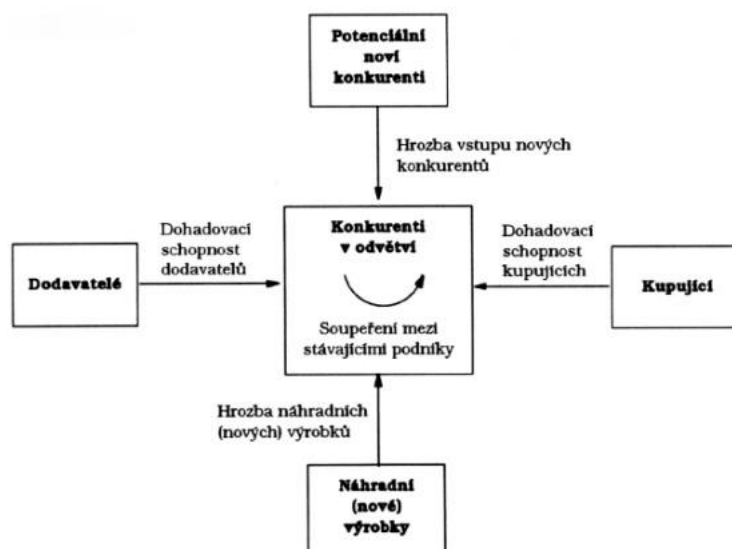 Potenciální
noví
konkurenti
Hrozba vstupu nových
konkurentů
Dohadovací
schopnost
dodavatelů
Dodavatelé
Konkurenti
v odvětví
Soupeření mezi
stávajícími podniky
Dohadovací
schopnost
kupujících
Kupující
Hrozba náhradních
(nových) výrobků
Náhradní
(nové)
výrobky